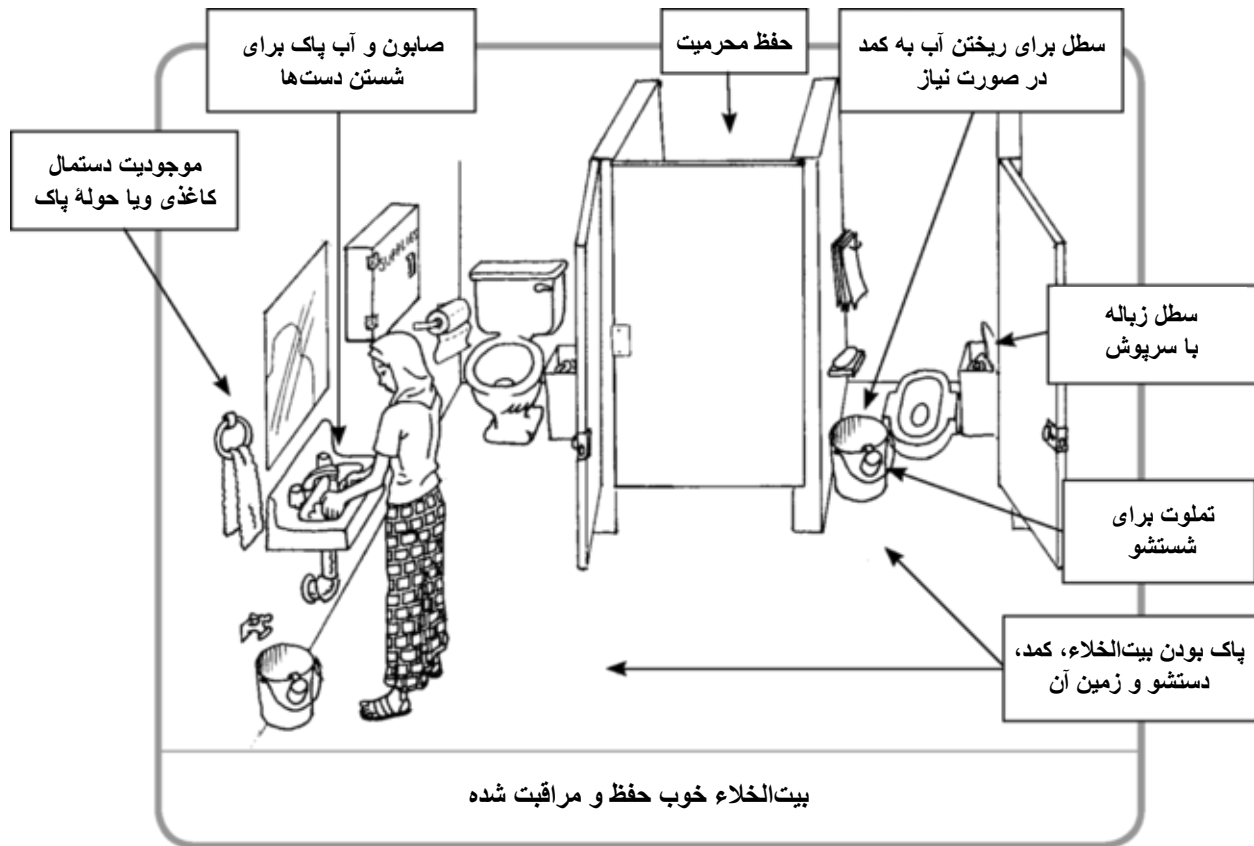 سطل برای ریختن آب به کمد
در صورت نیاز
حفظ محرمیت
صابون و آب پاک برای
شستن دست‌ها
موجودیت دستمال
کاغذی ویا حولهٔ پاک
SUPPLIES
سطل زباله
با سرپوش
تملوت برای
شستشو
پاک بودن بیت‌الخلاء، کمد،
دستشو و زمین آن
بیت‌الخلاء خوب حفظ و مراقبت شده